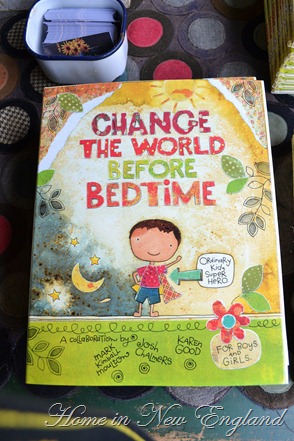 CHANGE
THE WORLD
BEFORE
BEDTIME
ORDINARY
Kid
SUPER
HERO
A COLLABORATION by:
MARK
KIMBALL
MOULTON
JOSH
CHALMERS
KAREN
GOOD
FOR BOYS
and
GIRLS
Home in New England